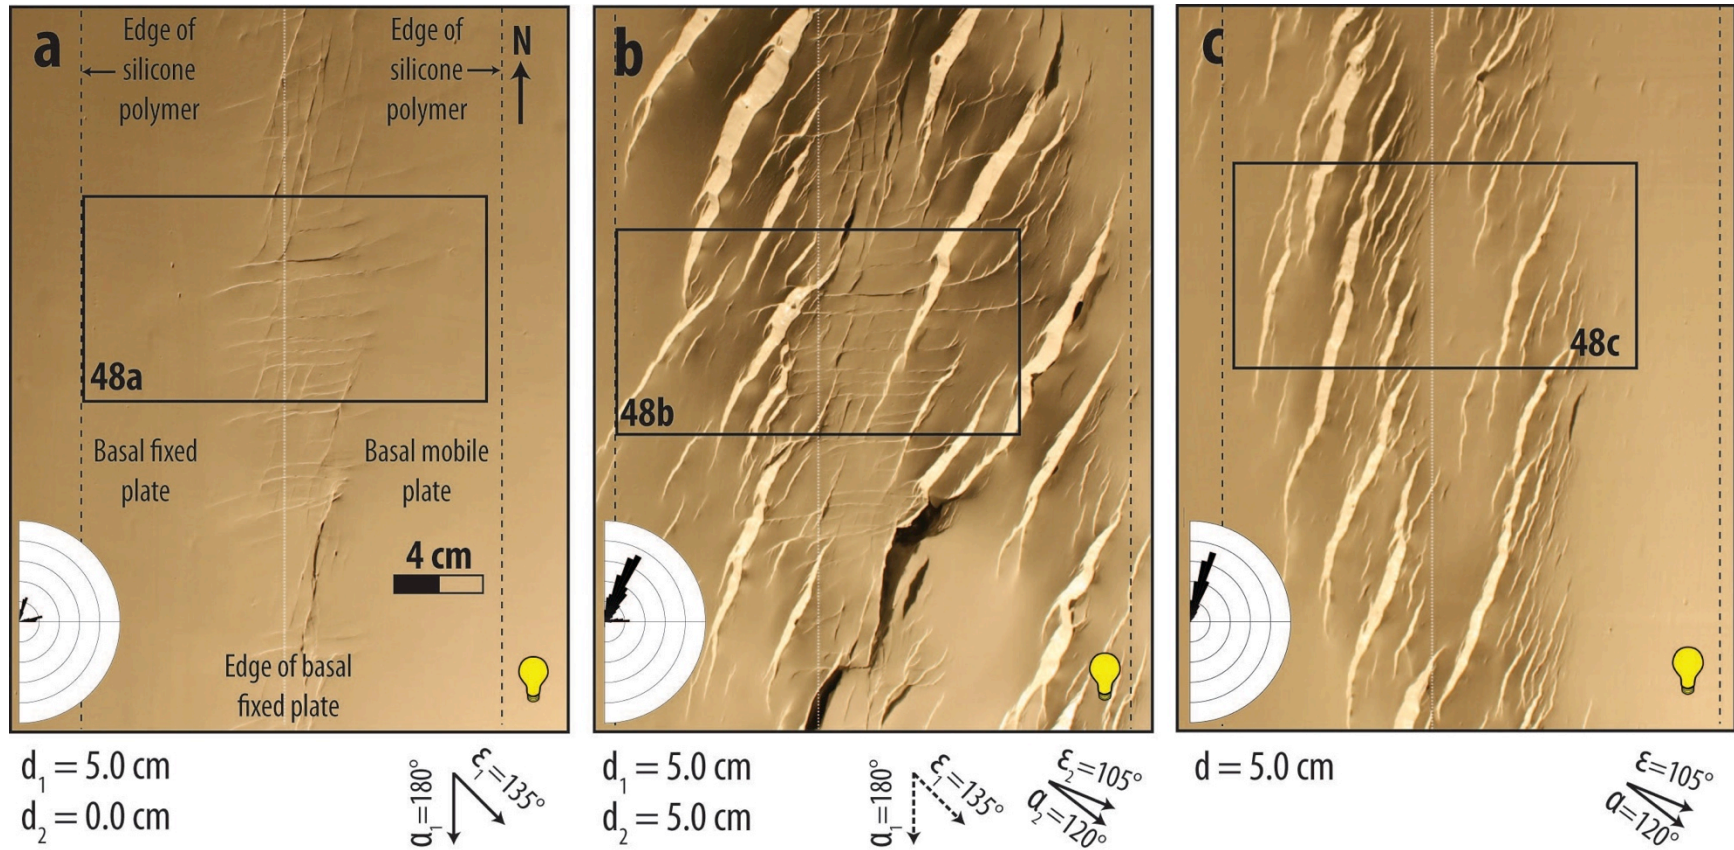 a
Edge of
silicone
polymer
Edge of
silicone
polymer
N
48a
Basal fixed
plate
Basal mobile
plate
4 cm
Edge of basal
fixed plate
d₁ = 5.0 cm
d₂ = 0.0 cm
α₁=180°
ε₁=135°
b
48b
d₁ = 5.0 cm
d₂ = 5.0 cm
α₁=180°
ε₁=135°
ε₂=105°
α₂=120°
c
48c
d = 5.0 cm
ε=105°
α=120°